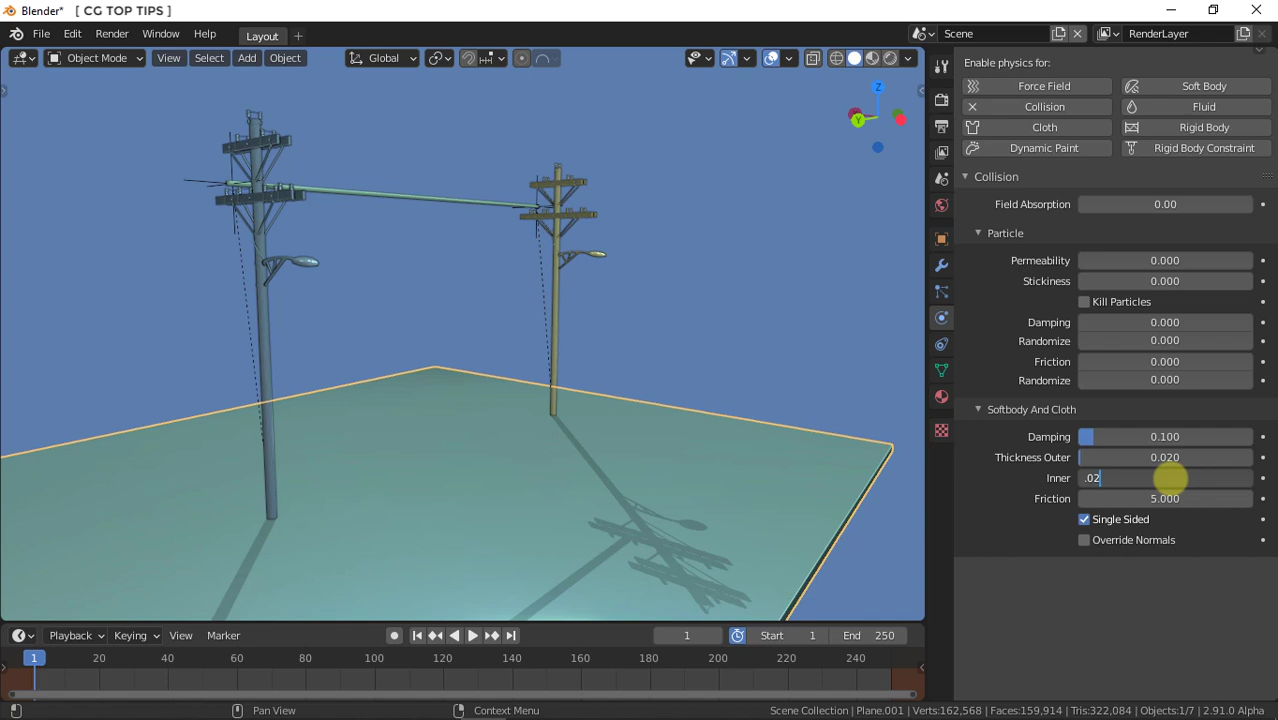 Blender* [ CG TOP TIPS ]
File Edit Render Window Help Layout + Scene RenderLayer
Object Mode View Select Add Object Global
Z
Y
Enable physics for:
Force Field Soft Body
Collision Fluid
Cloth Rigid Body
Dynamic Paint Rigid Body Constraint
Collision
Field Absorption 0.00
Particle
Permeability 0.000
Stickiness 0.000
Kill Particles
Damping 0.000
Randomize 0.000
Friction 0.000
Randomize 0.000
Softbody And Cloth
Damping 0.100
Thickness Outer 0.020
Inner .02
Friction 5.000
Single Sided
Override Normals
Playback Keying View Marker 1 Start 1 End 250
1 20 40 60 80 100 120 140 160 180 200 220 240
Pan View Context Menu Scene Collection | Plane.001 | Verts:162,568 | Faces:159,914 | Tris:322,084 | Objects:1/7 | 2.91.0 Alpha